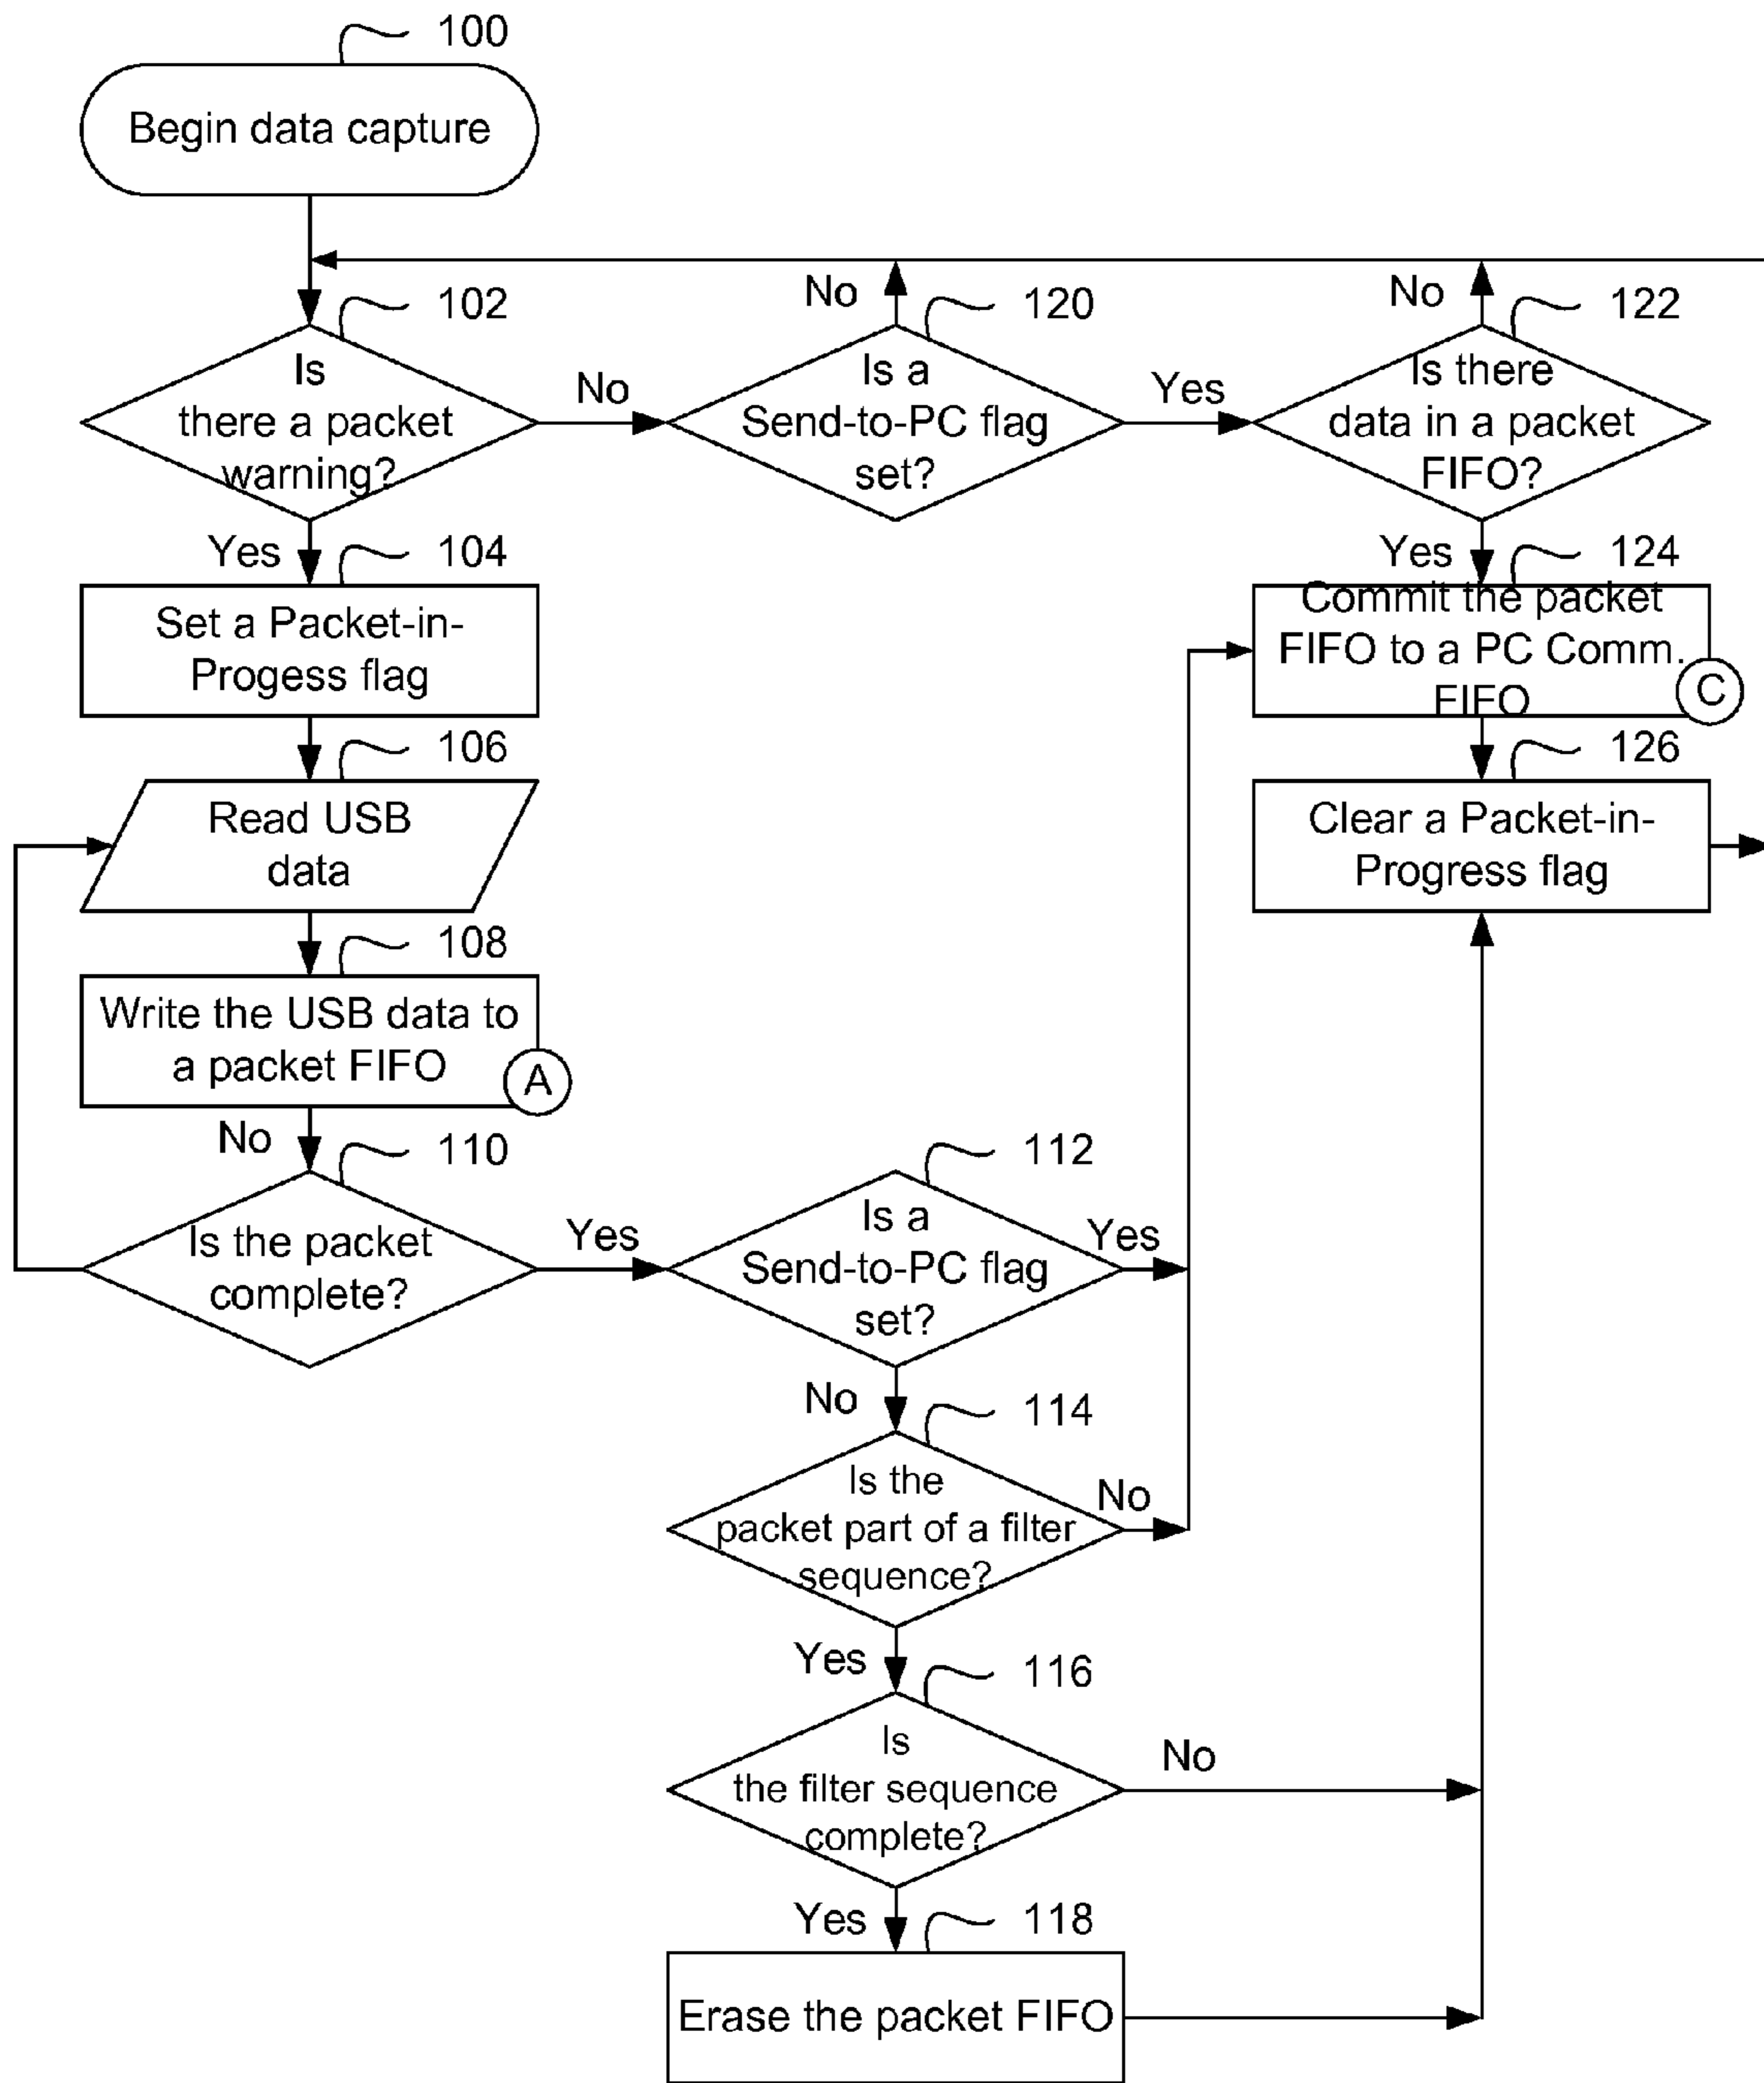 100
Begin data capture
No
120
No
122
102
Is
there a packet
warning?
No
Is a
Send-to-PC flag
set?
Yes
Is there
data in a packet
FIFO?
Yes
104
Yes
124
Set a Packet-in-
Progess flag
Commit the packet
FIFO to a PC Comm.
FIFO
C
106
126
Read USB
data
Clear a Packet-in-
Progress flag
108
Write the USB data to
a packet FIFO
A
No
110
112
Is the packet
complete?
Yes
Is a
Send-to-PC flag
set?
Yes
No
114
Is the
packet part of a filter
sequence?
No
Yes
116
Is
the filter sequence
complete?
No
Yes
118
Erase the packet FIFO